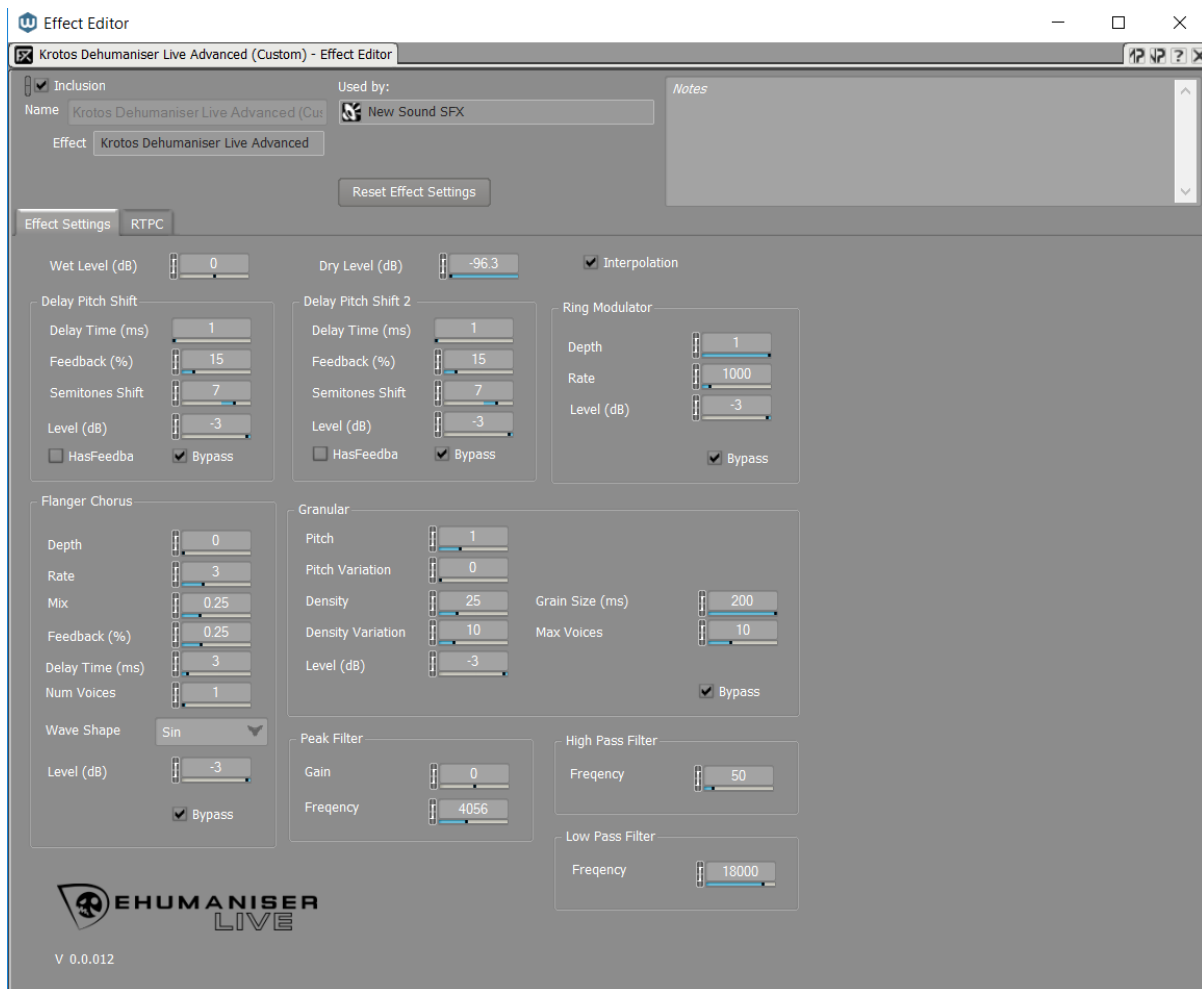 Effect Editor
Krotos Dehumaniser Live Advanced (Custom) - Effect Editor
Inclusion
Used by:
Notes
Name Krotos Dehumaniser Live Advanced (Cu
New Sound SFX
Effect Krotos Dehumaniser Live Advanced
Reset Effect Settings
Effect Settings RTPC
Wet Level (dB) 0
Dry Level (dB) -96.3
Interpolation
Delay Pitch Shift
Delay Time (ms) 1
Feedback (%) 15
Semitones Shift 7
Level (dB) -3
HasFeedba Bypass
Delay Pitch Shift 2
Delay Time (ms) 1
Feedback (%) 15
Semitones Shift 7
Level (dB) -3
HasFeedba Bypass
Ring Modulator
Depth 1
Rate 1000
Level (dB) -3
Bypass
Flanger Chorus
Depth 0
Rate 3
Mix 0.25
Feedback (%) 0.25
Delay Time (ms) 3
Num Voices 1
Wave Shape Sin
Level (dB) -3
Bypass
Granular
Pitch 1
Pitch Variation 0
Density 25
Grain Size (ms) 200
Density Variation 10
Max Voices 10
Level (dB) -3
Bypass
Peak Filter
Gain 0
Freqency 4056
High Pass Filter
Freqency 50
Low Pass Filter
Freqency 18000
EHUMANISER
LIVE
V 0.0.012